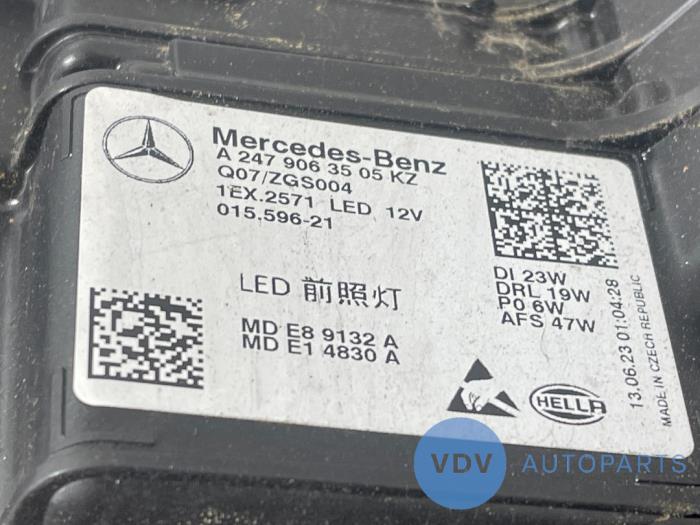 Mercedes-Benz
A 247 906 35 05 KZ
Q07/ZGS004
1EX.2571 LED 12V
015.596-21
LED 前照灯
MD E8 9132 A
MD E1 4830 A
DI 23W
DRL 19W
PO 6W
AFS 47W
HELLA
13.06.23 01:04:28
MADE IN CZECH REPUBLIC
VDV AUTOPARTS